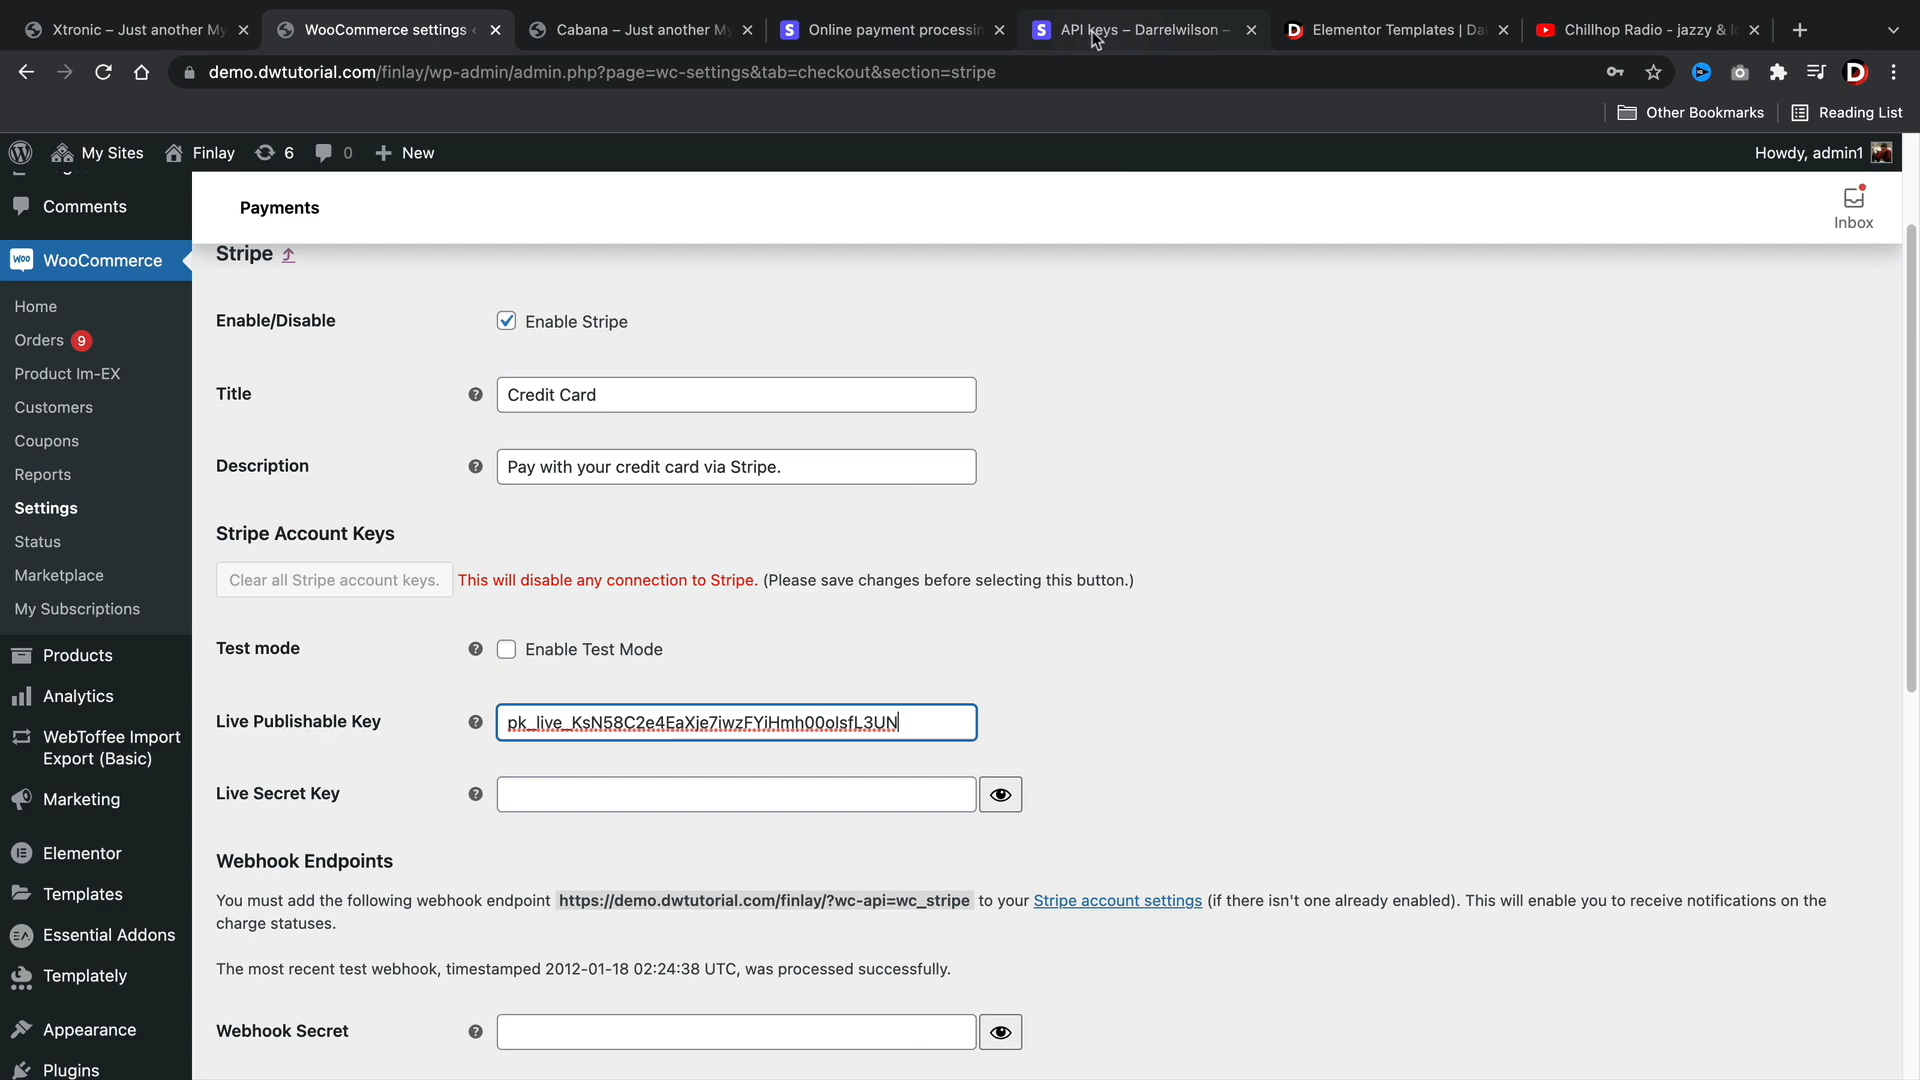 Xtronic – Just another My
WooCommerce settings ‹
Cabana – Just another My
Online payment processin
API keys – Darrelwilson –
Elementor Templates | Da
Chillhop Radio - jazzy & lo
demo.dwtutorial.com/finlay/wp-admin/admin.php?page=wc-settings&tab=checkout&section=stripe
Other Bookmarks
Reading List
My Sites
Finlay
6
0
New
Howdy, admin1
Comments
WooCommerce
Home
Orders 9
Product Im-EX
Customers
Coupons
Reports
Settings
Status
Marketplace
My Subscriptions
Products
Analytics
WebToffee Import
Export (Basic)
Marketing
Elementor
Templates
Essential Addons
Templately
Appearance
Plugins
Payments
Inbox
Stripe
Enable/Disable
Enable Stripe
Title
Credit Card
Description
Pay with your credit card via Stripe.
Stripe Account Keys
Clear all Stripe account keys. This will disable any connection to Stripe. (Please save changes before selecting this button.)
Test mode
Enable Test Mode
Live Publishable Key
pk_live_KsN58C2e4EaXje7iwzFYiHmh00olsfL3UN
Live Secret Key
Webhook Endpoints
You must add the following webhook endpoint https://demo.dwtutorial.com/finlay/?wc-api=wc_stripe to your Stripe account settings (if there isn't one already enabled). This will enable you to receive notifications on the
charge statuses.
The most recent test webhook, timestamped 2012-01-18 02:24:38 UTC, was processed successfully.
Webhook Secret